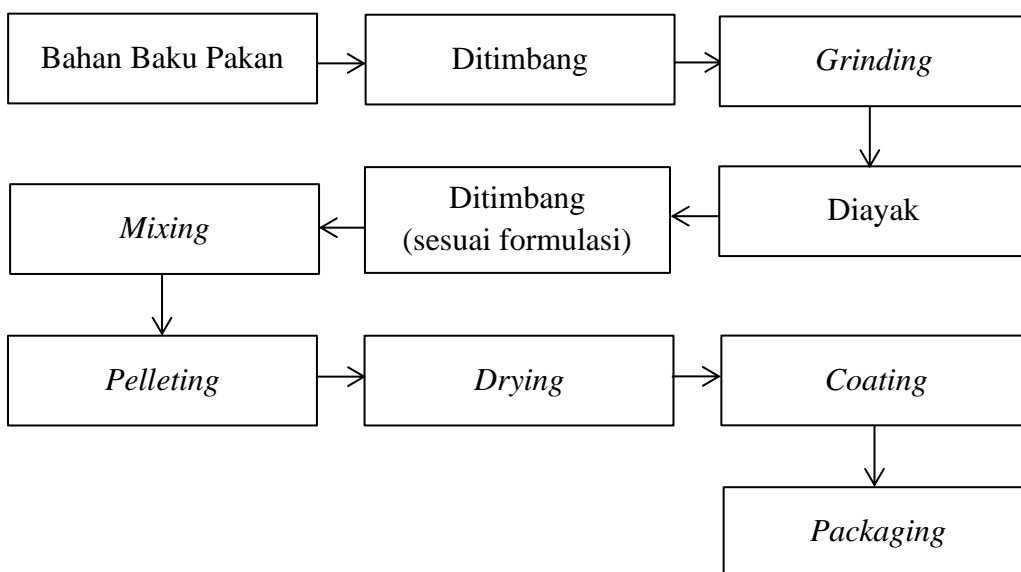 Bahan Baku Pakan
Ditimbang
Grinding
Diayak
Ditimbang
(sesuai formulasi)
Mixing
Pelleting
Drying
Coating
Packaging